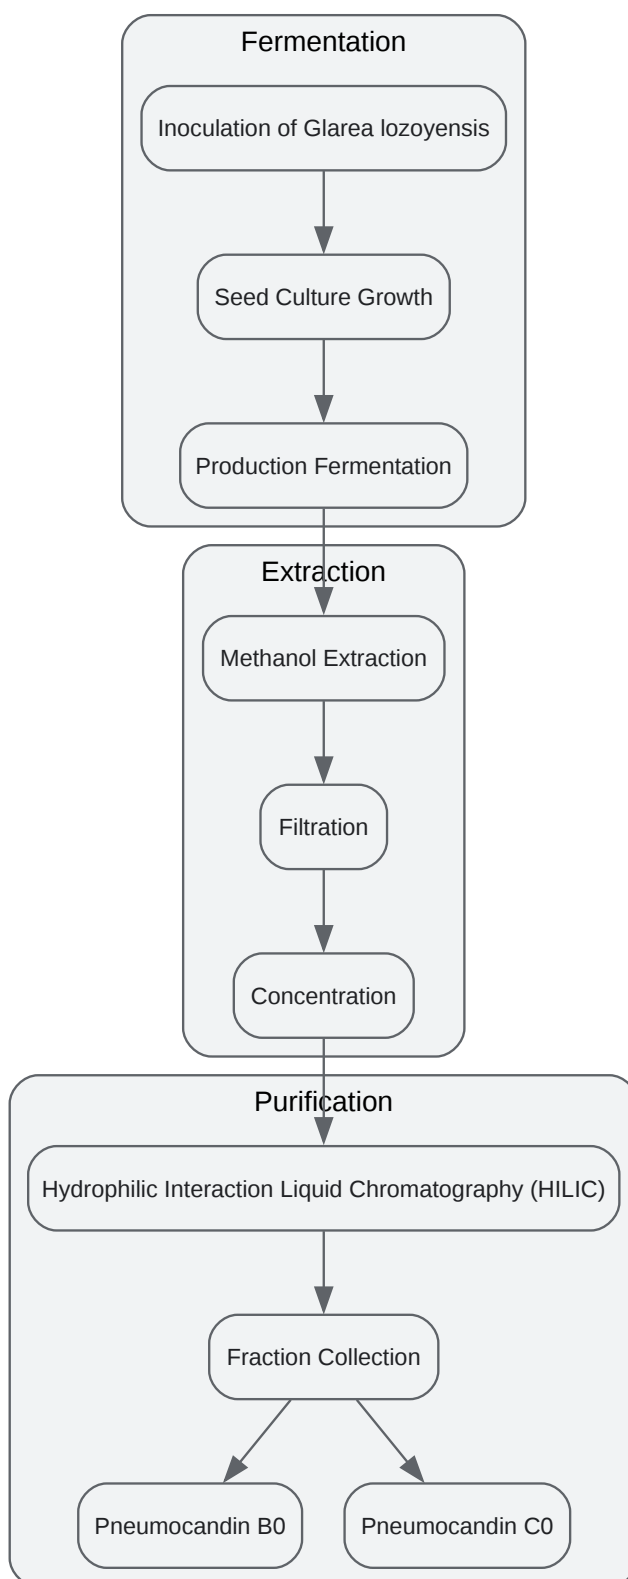 Fermentation
Inoculation of Glarea lozoyensis
Seed Culture Growth
Production Fermentation
Extraction
Methanol Extraction
Filtration
Concentration
Purification
Hydrophilic Interaction Liquid Chromatography (HILIC)
Fraction Collection
Pneumocandin B0
Pneumocandin C0